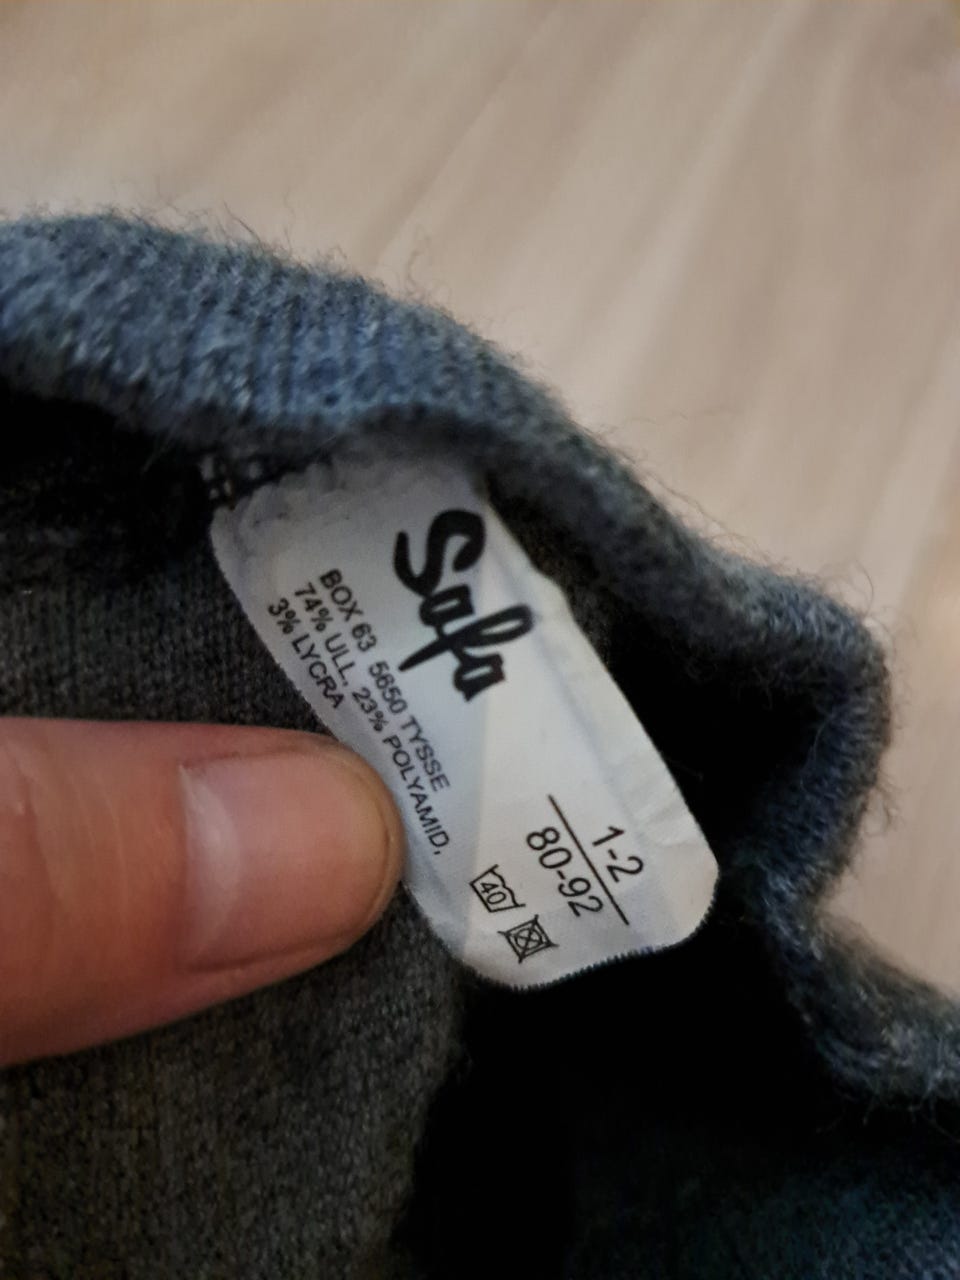 Safa
BOX 63 5650 TYSSE
74% ULL, 23% POLYAMID,
3% LYCRA
1-2
80-92
40